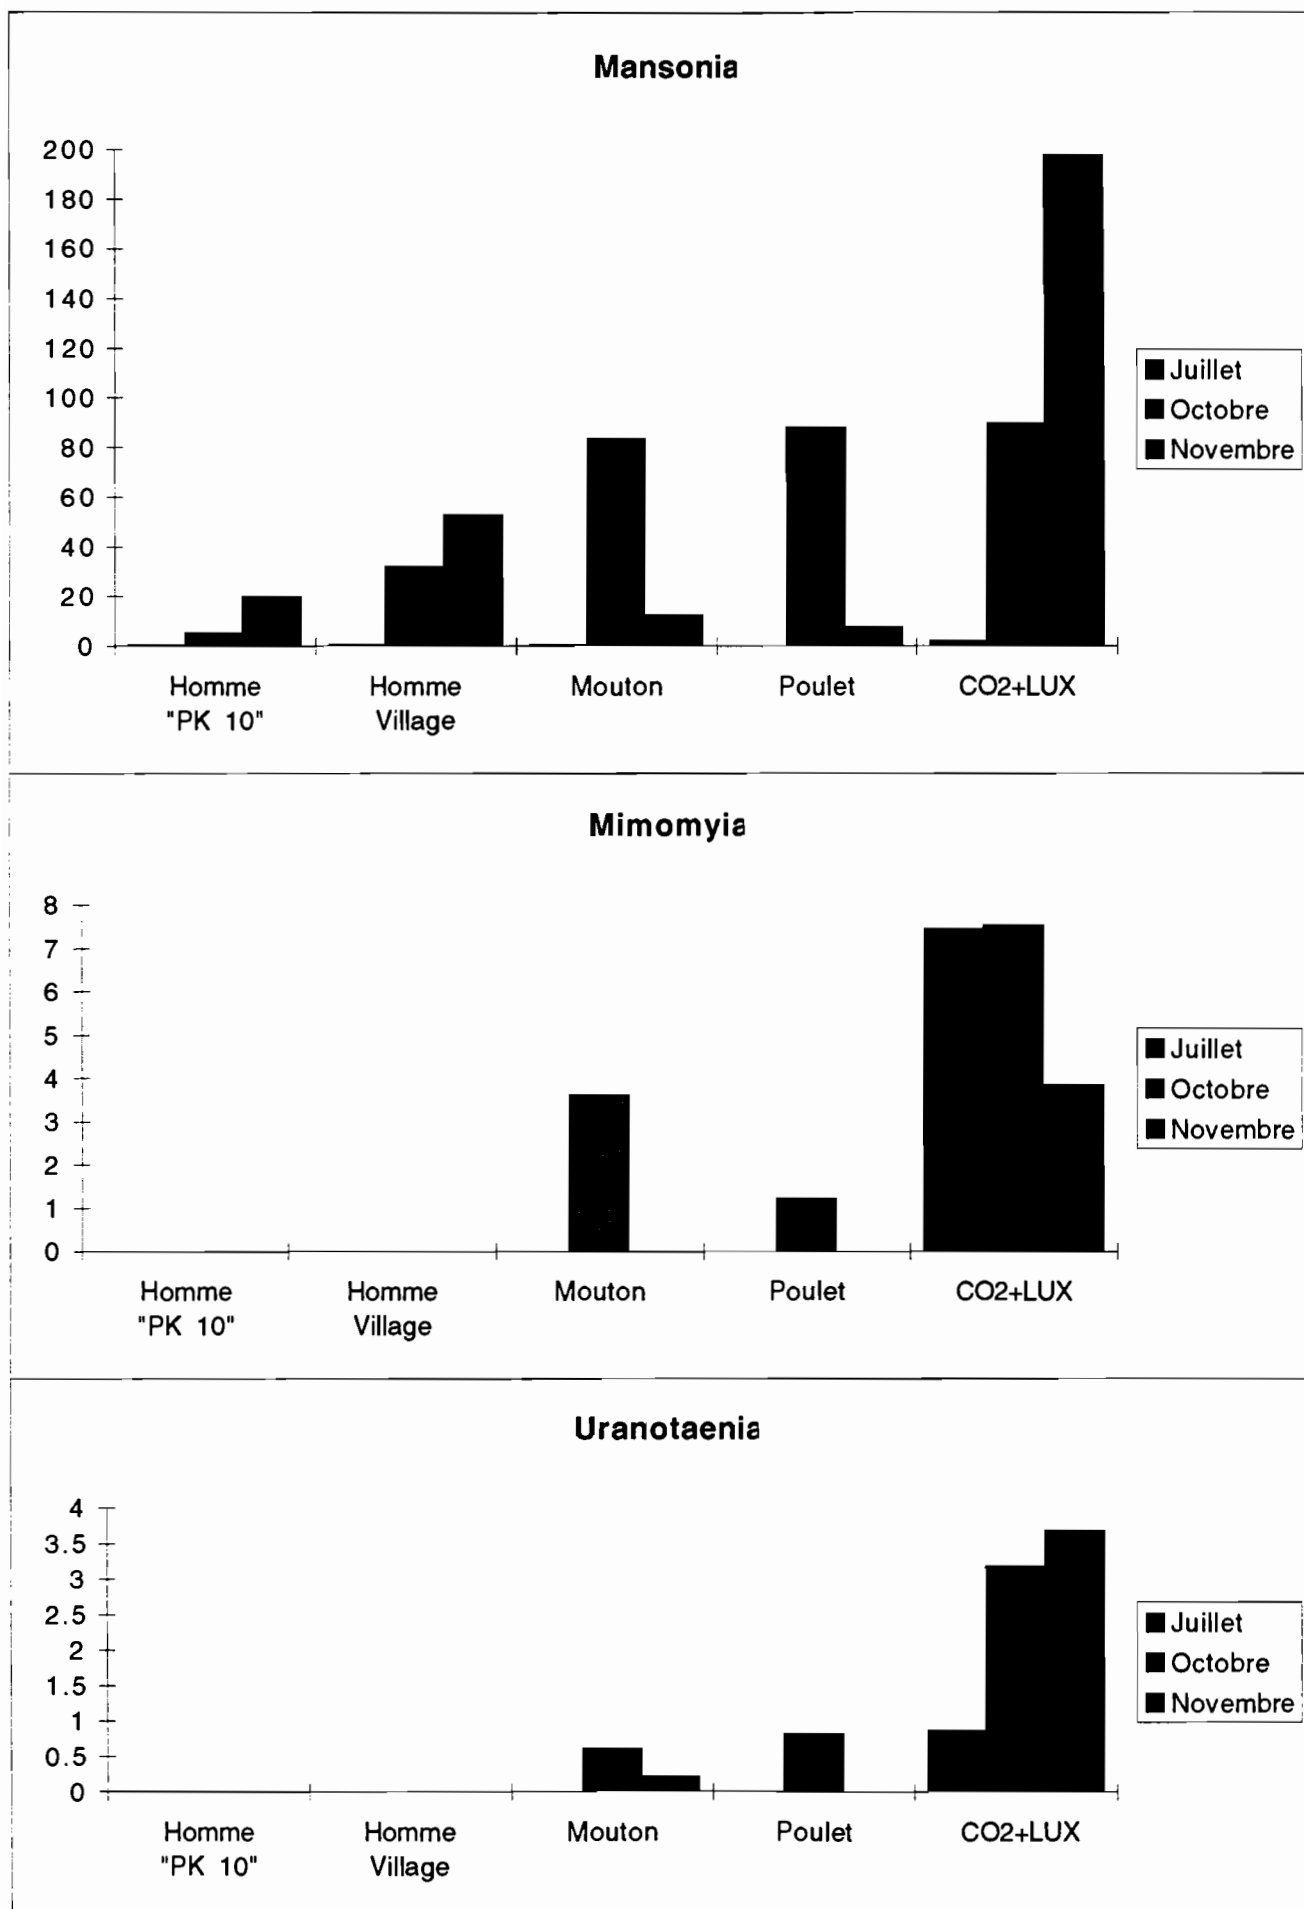 Mansonia
200
180
160
140
120
100
80
60
40
20
0
Homme "PK 10"
Homme Village
Mouton
Poulet
CO2+LUX
Juillet
Octobre
Novembre
Mimomyia
8
7
6
5
4
3
2
1
0
Homme "PK 10"
Homme Village
Mouton
Poulet
CO2+LUX
Juillet
Octobre
Novembre
Uranotaenia
4
3.5
3
2.5
2
1.5
1
0.5
0
Homme "PK 10"
Homme Village
Mouton
Poulet
CO2+LUX
Juillet
Octobre
Novembre